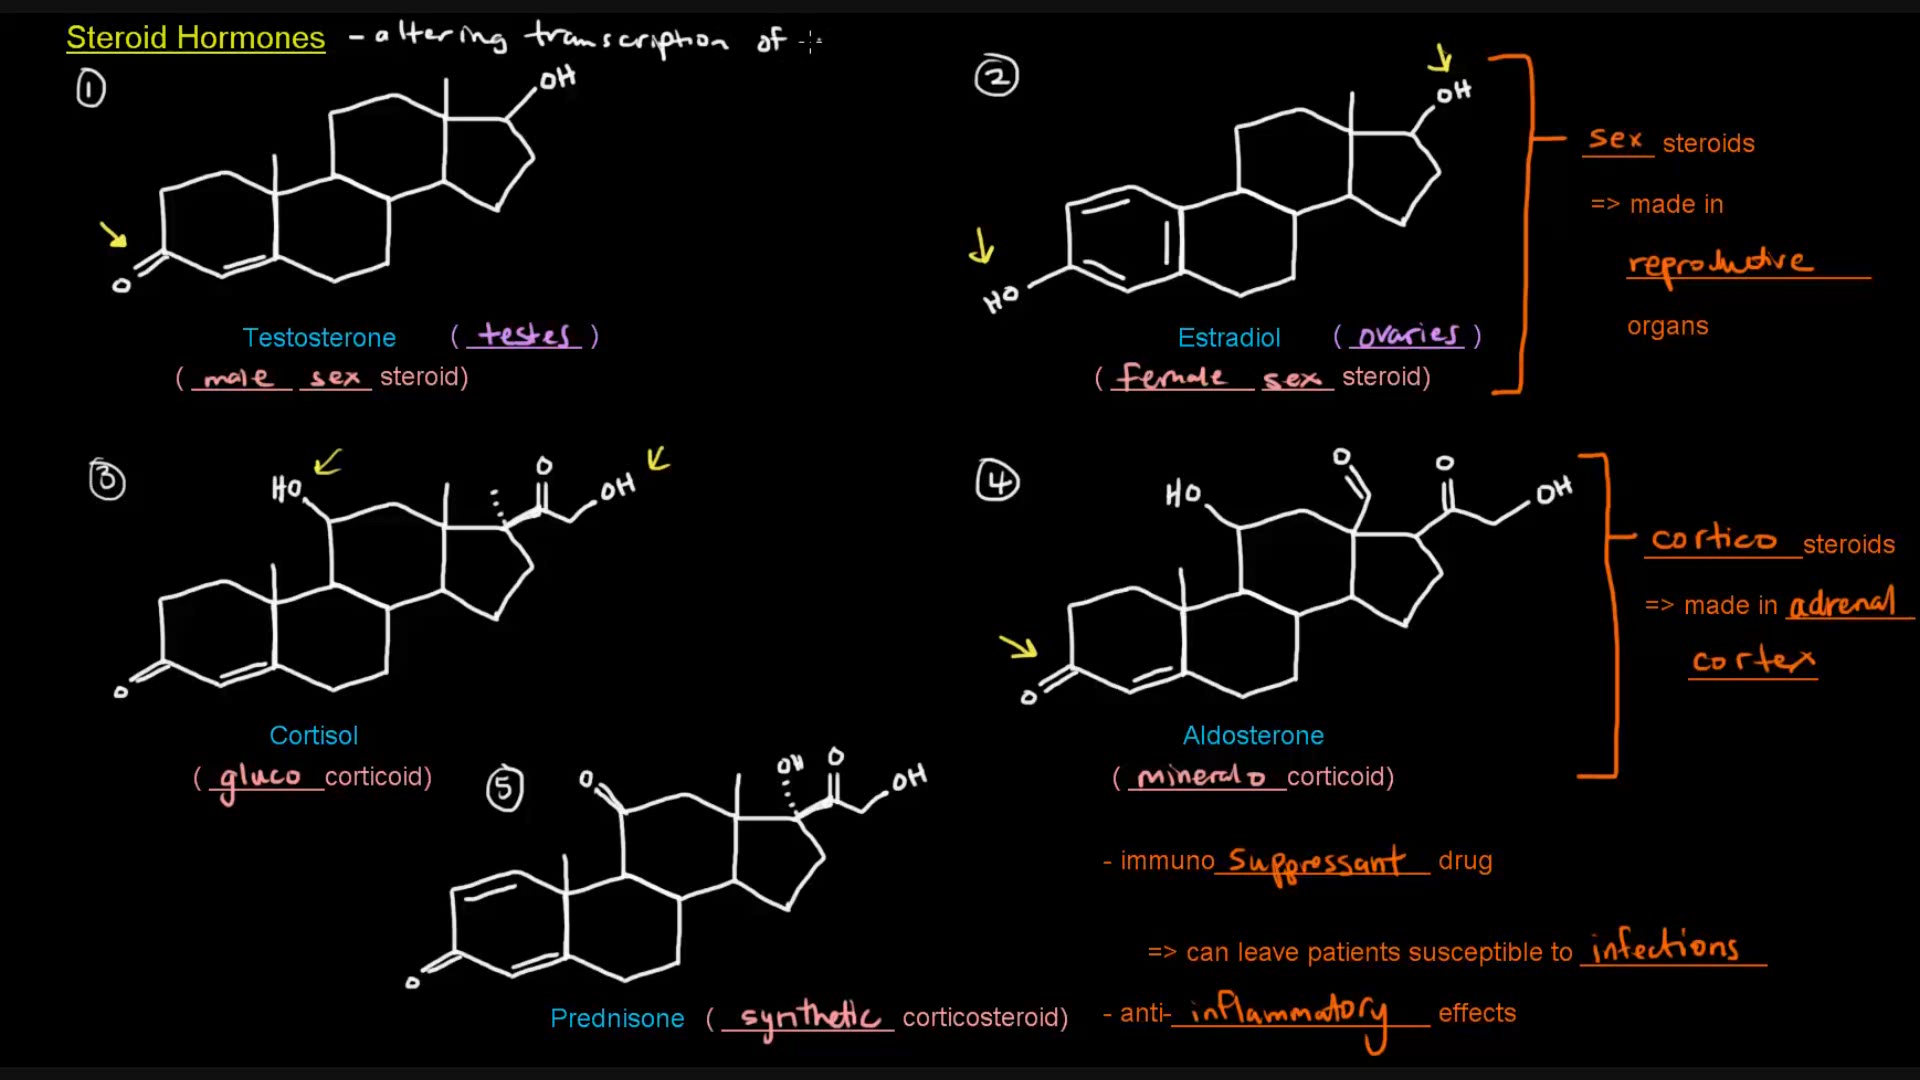 Steroid Hormones - altering transcription of
①
OH
O
Testosterone ( testes )
( male sex steroid)
②
OH
HO
Estradiol ( ovaries )
( female sex steroid)
sex steroids
=> made in
reproductive
organs
③
HO
O
OH
O
Cortisol
( gluco corticoid)
④
HO
O
O
OH
O
Aldosterone
( mineralo corticoid)
cortico steroids
=> made in adrenal
cortex
⑤
O
OH
O
OH
O
Prednisone ( synthetic corticosteroid)
- immuno suppressant drug
=> can leave patients susceptible to infections
- anti- inflammatory effects